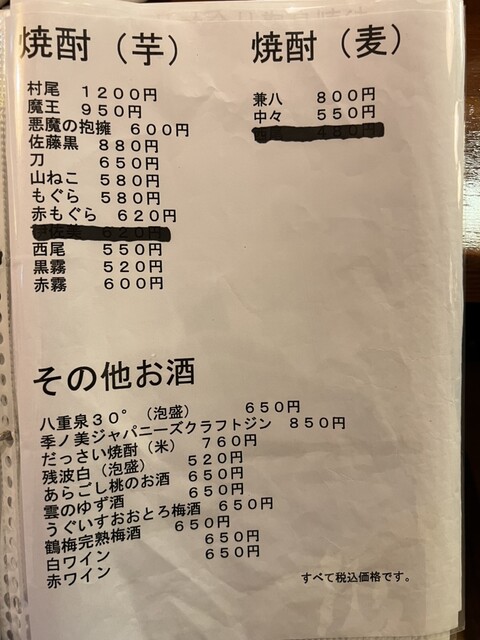 焼酎（芋）
村尾　１２００円
魔王　９５０円
悪魔の抱擁　６００円
佐藤黒　８８０円
刀　６５０円
山ねこ　５８０円
もぐら　５８０円
赤もぐら　６２０円
伊佐美　６２０円
西尾　５５０円
黒霧　５２０円
赤霧　６００円
焼酎（麦）
兼八　８００円
中々　５５０円
４８０円
その他お酒
八重泉３０°（泡盛）　６５０円
季ノ美ジャパニーズクラフトジン　８５０円
だっさい焼酎（米）　７６０円
残波白（泡盛）　５２０円
あらごし桃のお酒　６５０円
雲のゆず酒　６５０円
うぐいすおおとろ梅酒　６５０円
鶴梅完熟梅酒　６５０円
白ワイン　６５０円
赤ワイン　６５０円
すべて税込価格です。